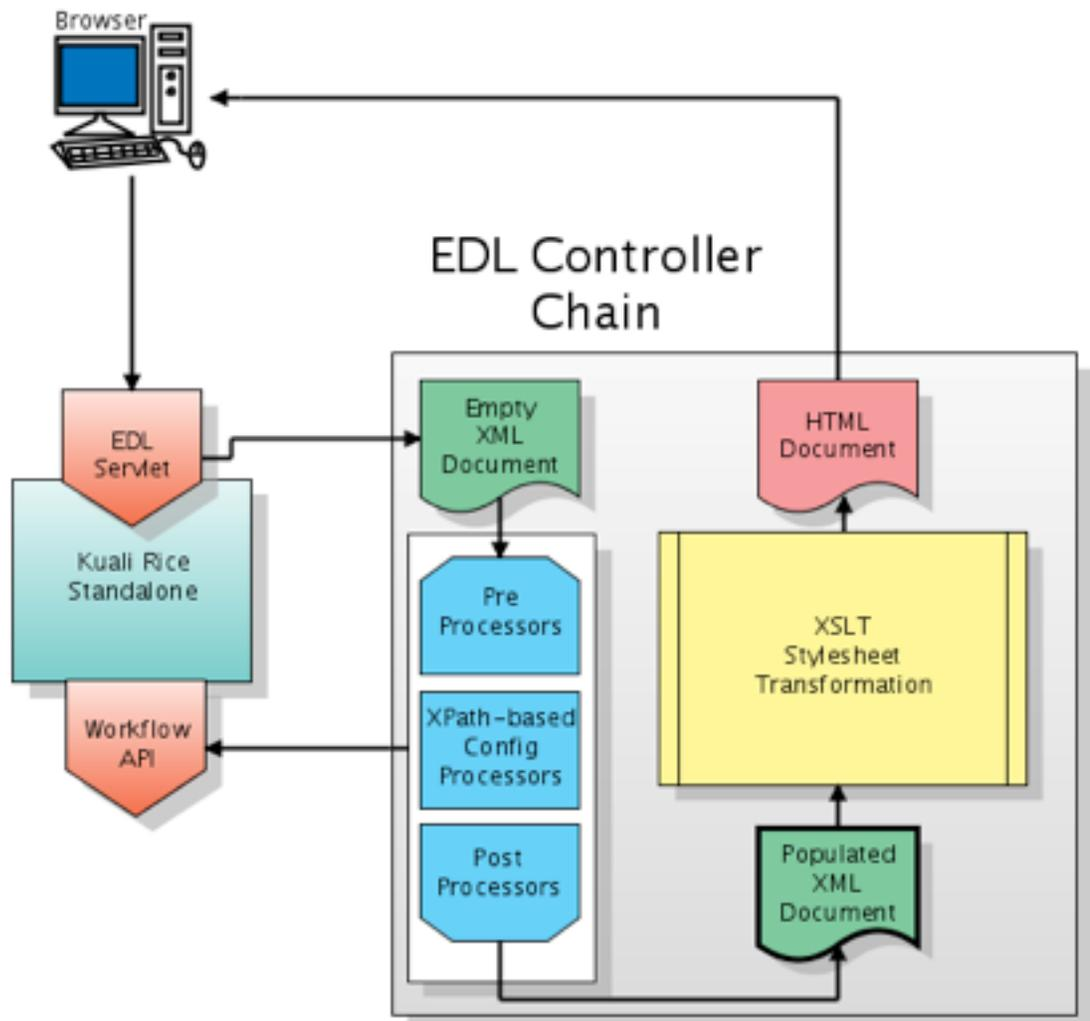 Browser
EDL Controller
Chain
EDL
Servlet
Empty
XML
Document
HTML
Document
Kuali Rice
Standalone
Pre
Processors
XSLT
Stylesheet
Transformation
Workflow
API
XPath-based
Config
Processors
Post
Processors
Populated
XML
Document